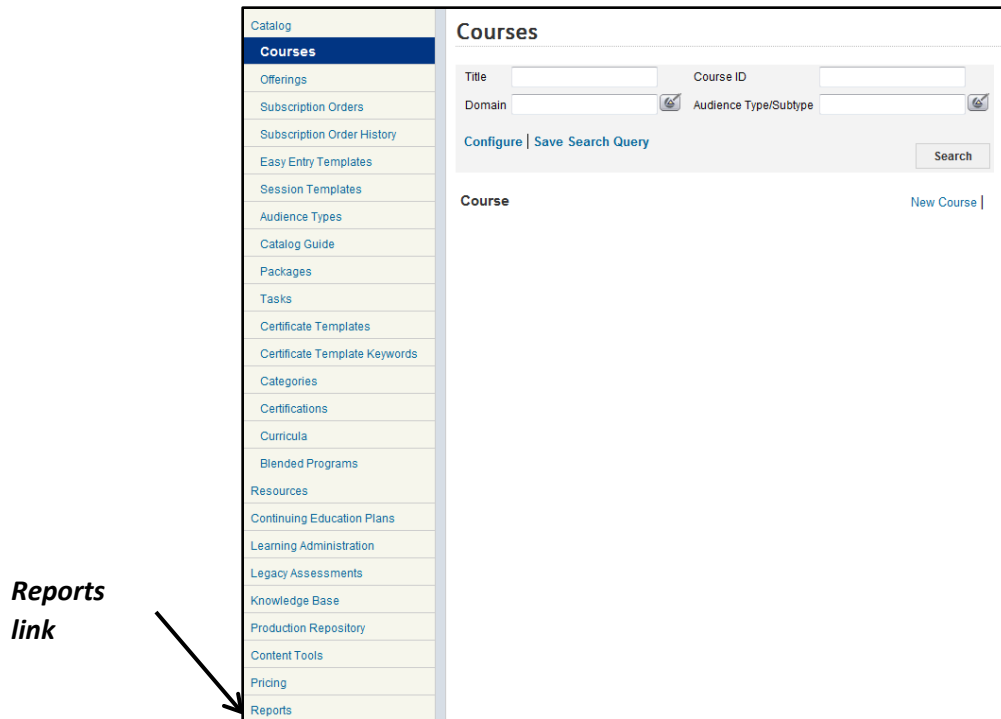 Catalog
Courses
Offerings
Subscription Orders
Subscription Order History
Easy Entry Templates
Session Templates
Audience Types
Catalog Guide
Packages
Tasks
Certificate Templates
Certificate Template Keywords
Categories
Certifications
Curricula
Blended Programs
Resources
Continuing Education Plans
Learning Administration
Legacy Assessments
Knowledge Base
Production Repository
Content Tools
Pricing
Reports
Courses
Title Course ID
Domain Audience Type/Subtype
Configure | Save Search Query
Search
Course New Course |
Reports
link